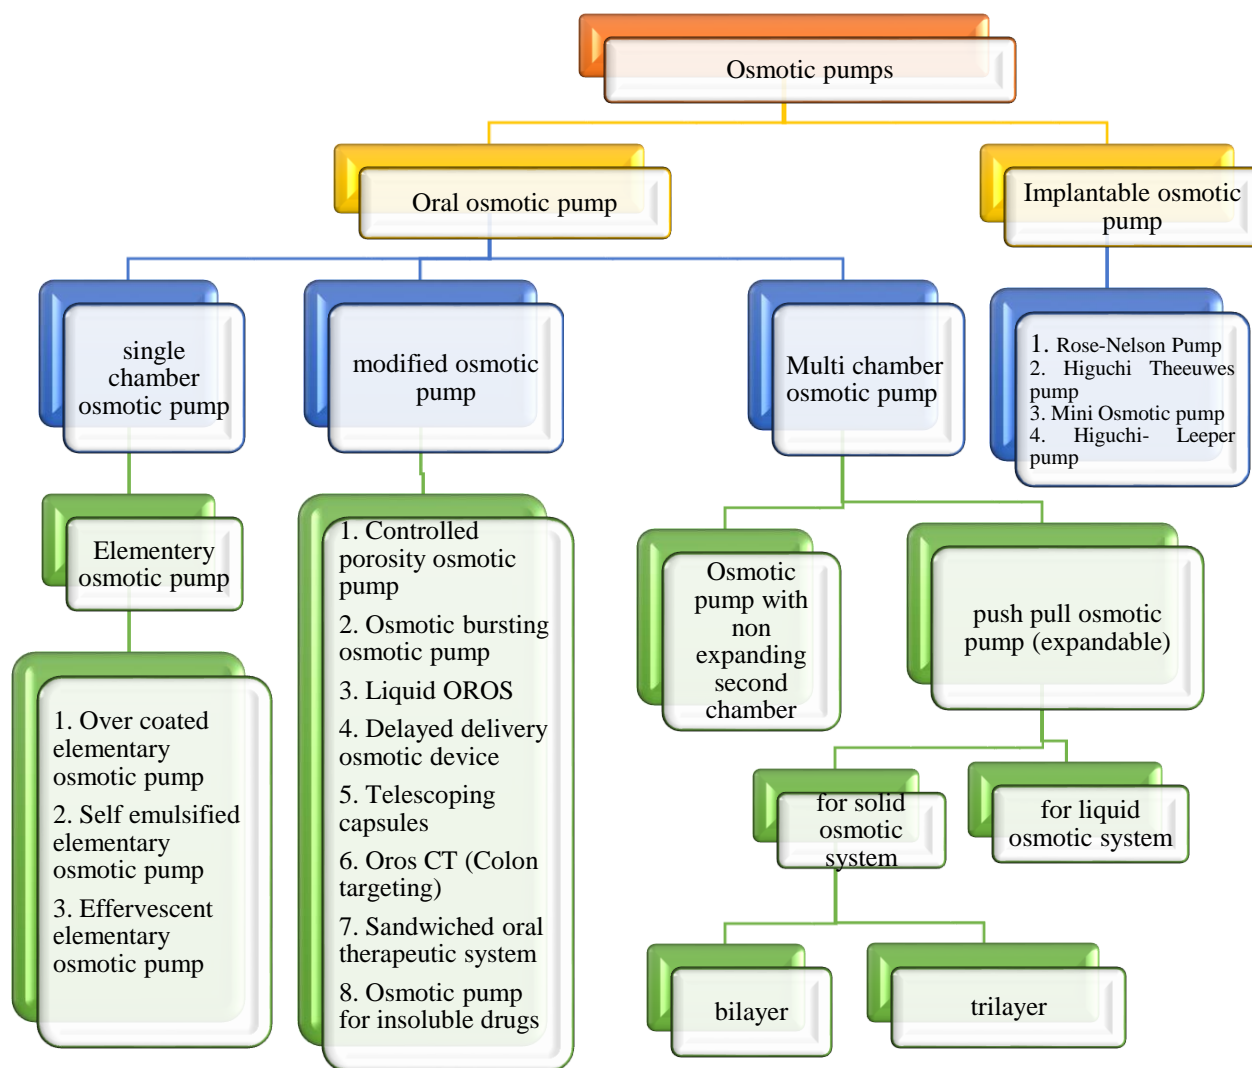 Osmotic pumps
Oral osmotic pump
Implantable osmotic
pump
single
chamber
osmotic pump
modified osmotic
pump
Multi chamber
osmotic pump
1. Rose-Nelson Pump
2. Higuchi Theeuwes
pump
3. Mini Osmotic pump
4. Higuchi- Leeper
pump
Elementery
osmotic pump
1. Over coated
elementary
osmotic pump
2. Self emulsified
elementary
osmotic pump
3. Effervescent
elementary
osmotic pump
1. Controlled
porosity osmotic
pump
2. Osmotic bursting
osmotic pump
3. Liquid OROS
4. Delayed delivery
osmotic device
5. Telescoping
capsules
6. Oros CT (Colon
targeting)
7. Sandwiched oral
therapeutic system
8. Osmotic pump
for insoluble drugs
Osmotic
pump with
non
expanding
second
chamber
push pull osmotic
pump (expandable)
for solid
osmotic
system
for liquid
osmotic system
bilayer
trilayer